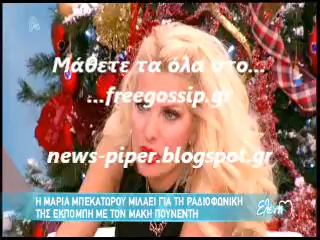 Μάθετε τα όλα στο...
...freegossip.gr
news-piper.blogspot.gr
Η ΜΑΡΙΑ ΜΠΕΚΑΤΩΡΟΥ ΜΙΛΑΕΙ ΓΙΑ ΤΗ ΡΑΔΙΟΦΩΝΙΚΗ
ΤΗΣ ΕΚΠΟΜΠΗ ΜΕ ΤΟΝ ΜΑΚΗ ΠΟΥΝΕΝΤΗ
Ελένη